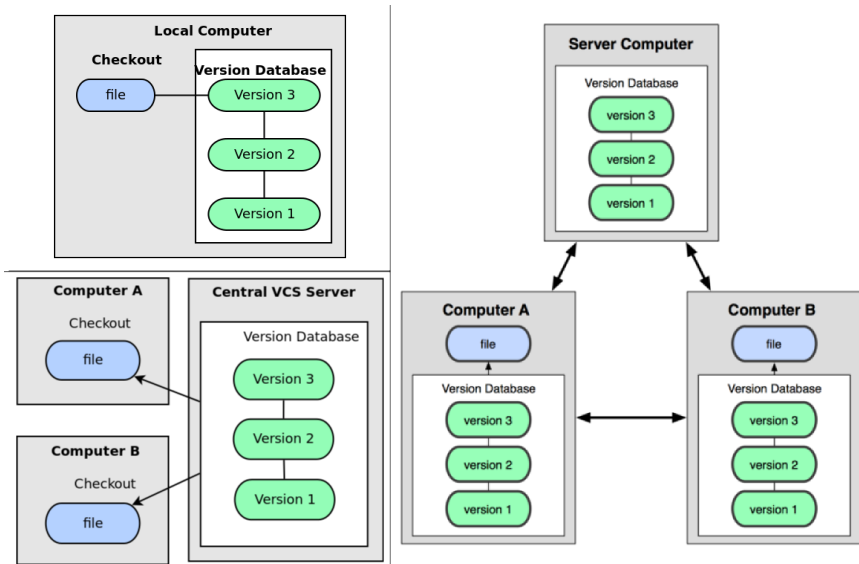 Local Computer
Checkout
Version Database
file
Version 3
Version 2
Version 1
Computer A
Checkout
file
Computer B
Checkout
file
Central VCS Server
Version Database
Version 3
Version 2
Version 1
Server Computer
Version Database
version 3
version 2
version 1
Computer A
file
Version Database
version 3
version 2
version 1
Computer B
file
Version Database
version 3
version 2
version 1